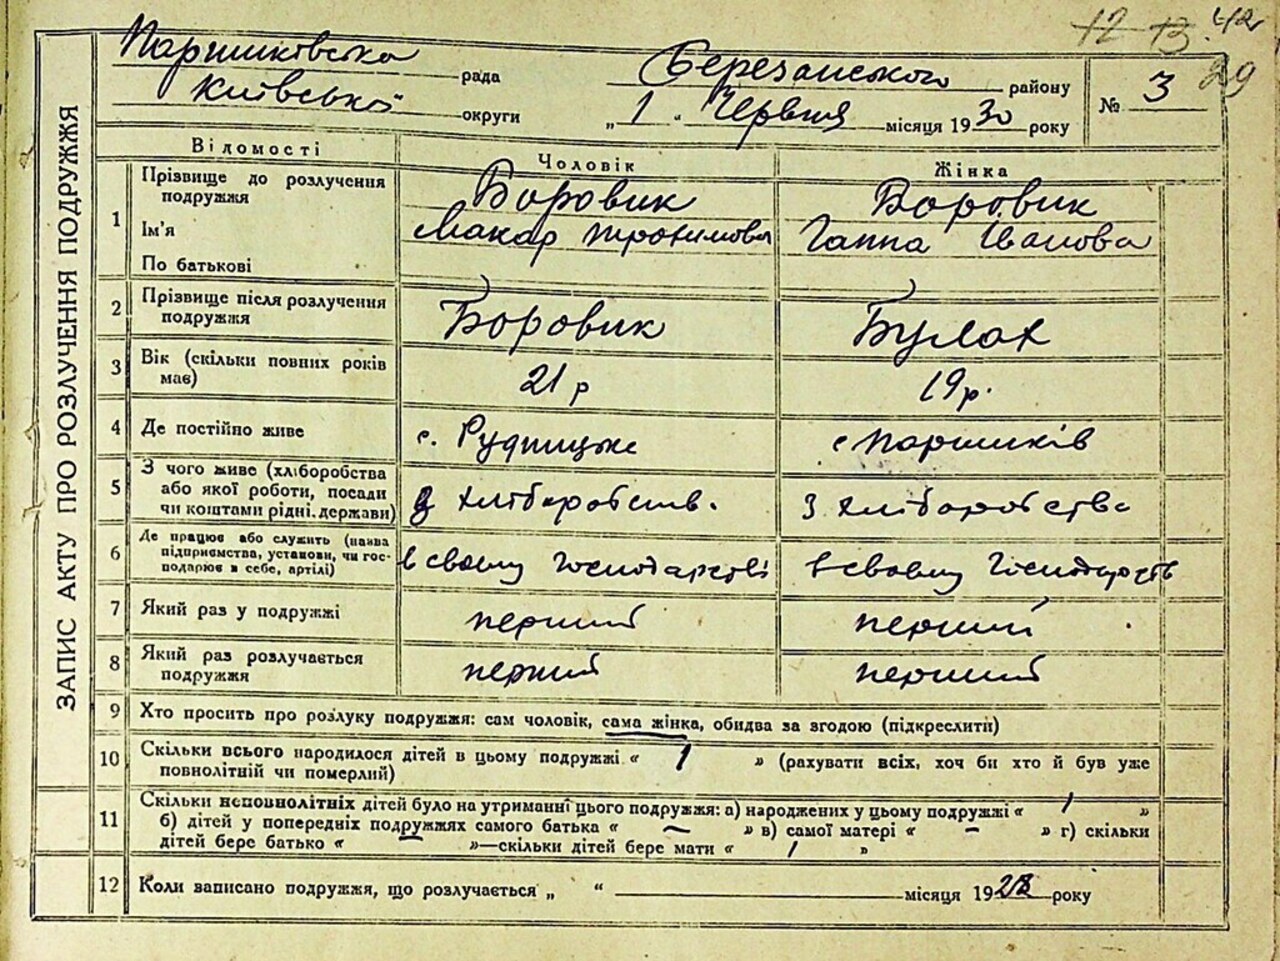 12 13 42
29
Паришківська рада Березанського району
Київської округи „ 1 “ Червня місяця 1930 року
№ 3
ЗАПИС АКТУ ПРО РОЗЛУЧЕННЯ ПОДРУЖЖЯ
Відомості Чоловік Жінка
1 Прізвище до розлучення подружжя Боровик Боровик
Ім'я Макар Трохимова Ганна Іванова
По батькові
2 Прізвище після розлучення подружжя Боровик Булах
3 Вік (скільки повних років має) 21 р 19 р.
4 Де постійно живе с. Рудницьке с Паришків
5 З чого живе (хліборобства або якої роботи, посади чи коштами рідні, держави) З хліборобств. З хліборобства
6 Де працює або служить (назва підприємства, установи, чи господарює в себе, артілі) в своєму господарстві в своєму господарств
7 Який раз у подружжі перший перший
8 Який раз розлучається подружжя перший перший
9 Хто просить про розлуку подружжя: сам чоловік, сама жінка, обидва за згодою (підкреслити)
10 Скільки всього народилося дітей в цьому подружжі « 1 » (рахувати всіх, хоч би хто й був уже
повнолітній чи померлий)
11 Скільки неповнолітніх дітей було на утриманні цього подружжя: а) народжених у цьому подружжі « 1 »
б) дітей у попередніх подружжях самого батька « — » в) самої матері « — » г) скільки
дітей бере батько « — » — скільки дітей бере мати « 1 »
12 Коли записано подружжя, що розлучається „ “ місяця 1928 року